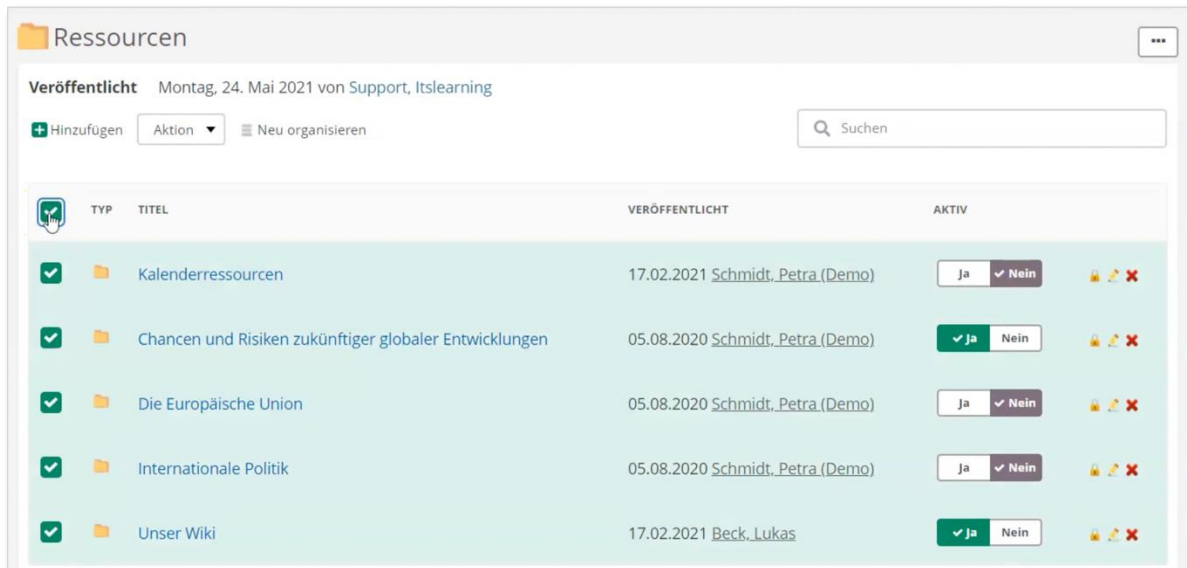 Ressourcen
Veröffentlicht Montag, 24. Mai 2021 von Support, Itslearning
Hinzufügen Aktion Neu organisieren Suchen
TYP TITEL VERÖFFENTLICHT AKTIV
Kalenderressourcen 17.02.2021 Schmidt, Petra (Demo) Ja Nein
Chancen und Risiken zukünftiger globaler Entwicklungen 05.08.2020 Schmidt, Petra (Demo) Ja Nein
Die Europäische Union 05.08.2020 Schmidt, Petra (Demo) Ja Nein
Internationale Politik 05.08.2020 Schmidt, Petra (Demo) Ja Nein
Unser Wiki 17.02.2021 Beck, Lukas Ja Nein